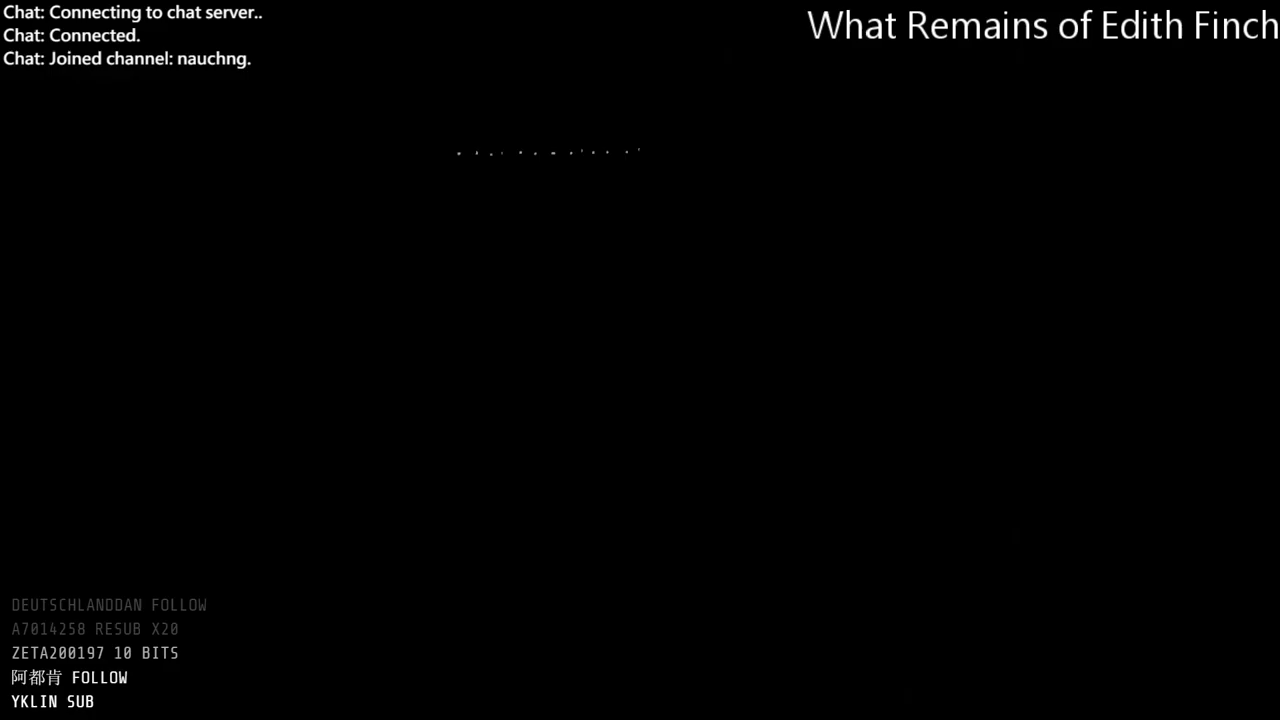 Chat: Connecting to chat server..
Chat: Connected.
Chat: Joined channel: nauchng.
What Remains of Edith Finch
DEUTSCHLANDDAN FOLLOW
A7014258 RESUB X20
ZETA200197 10 BITS
阿都肯 FOLLOW
YKLIN SUB